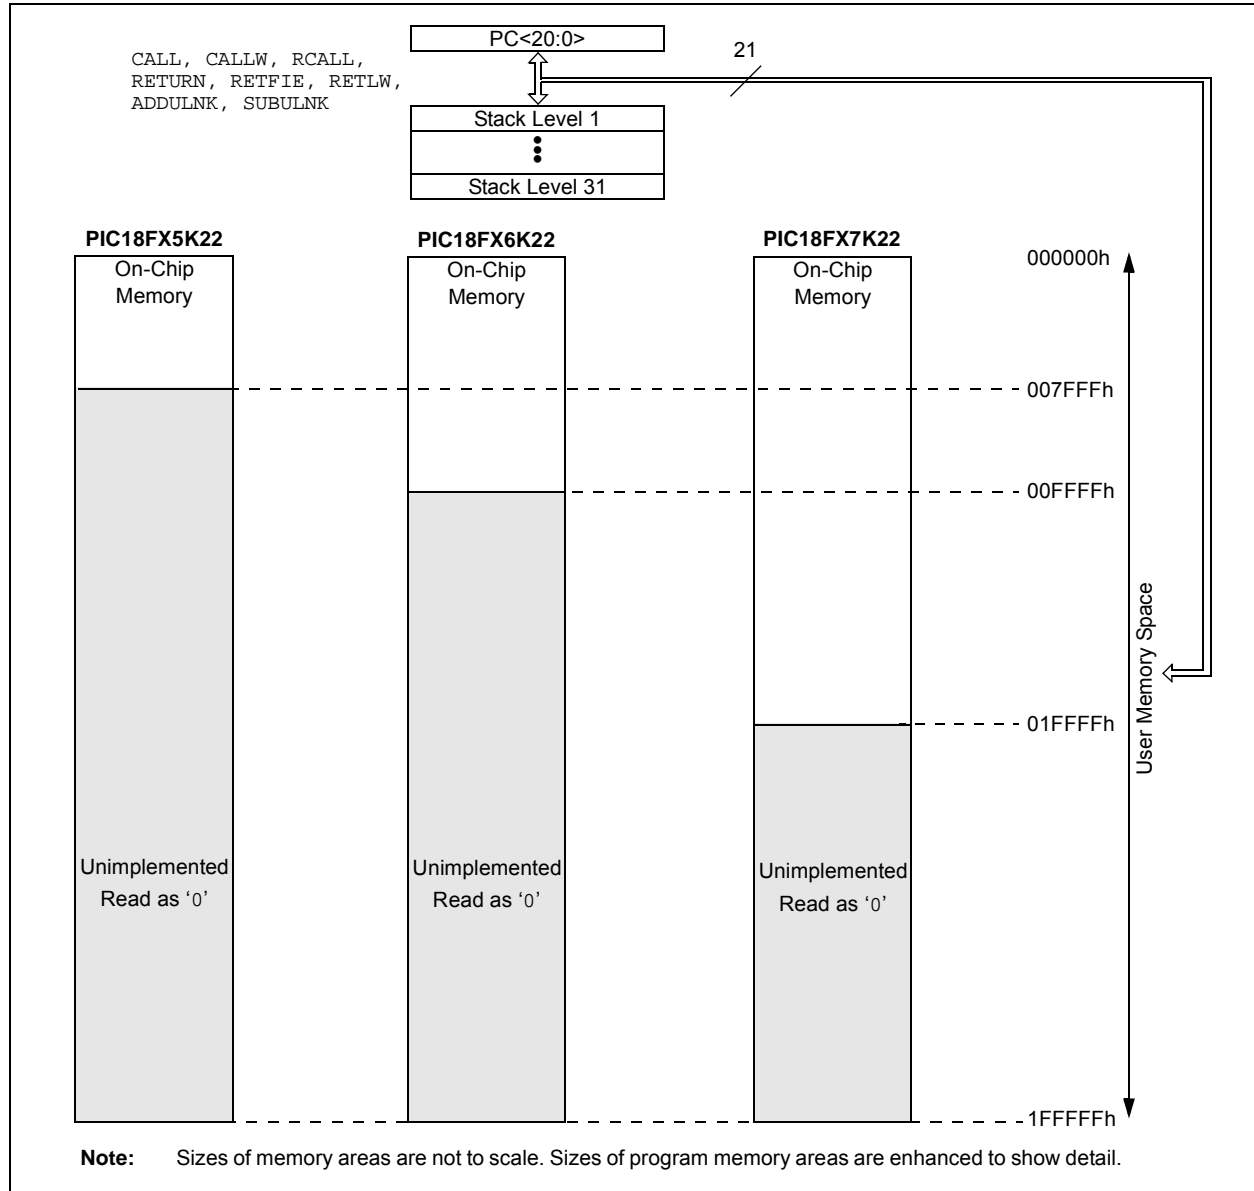 PC<20:0>
21
CALL, CALLW, RCALL,
RETURN, RETFIE, RETLW,
ADDULNK, SUBULNK
Stack Level 1
Stack Level 31
PIC18FX5K22
PIC18FX6K22
PIC18FX7K22
On-Chip
Memory
On-Chip
Memory
On-Chip
Memory
000000h
007FFFh
00FFFFh
01FFFFh
User Memory Space
Unimplemented
Read as ‘0’
Unimplemented
Read as ‘0’
Unimplemented
Read as ‘0’
1FFFFFh
Note: Sizes of memory areas are not to scale. Sizes of program memory areas are enhanced to show detail.